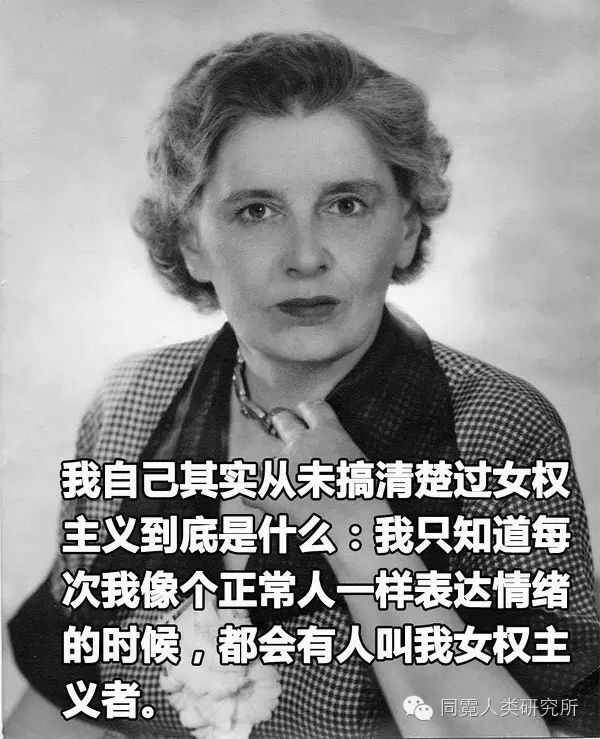 我自己其实从未搞清楚过女权
主义到底是什么：我只知道每
次我像个正常人一样表达情绪
的时候，都会有人叫我女权主
义者。
同霓人类研究所